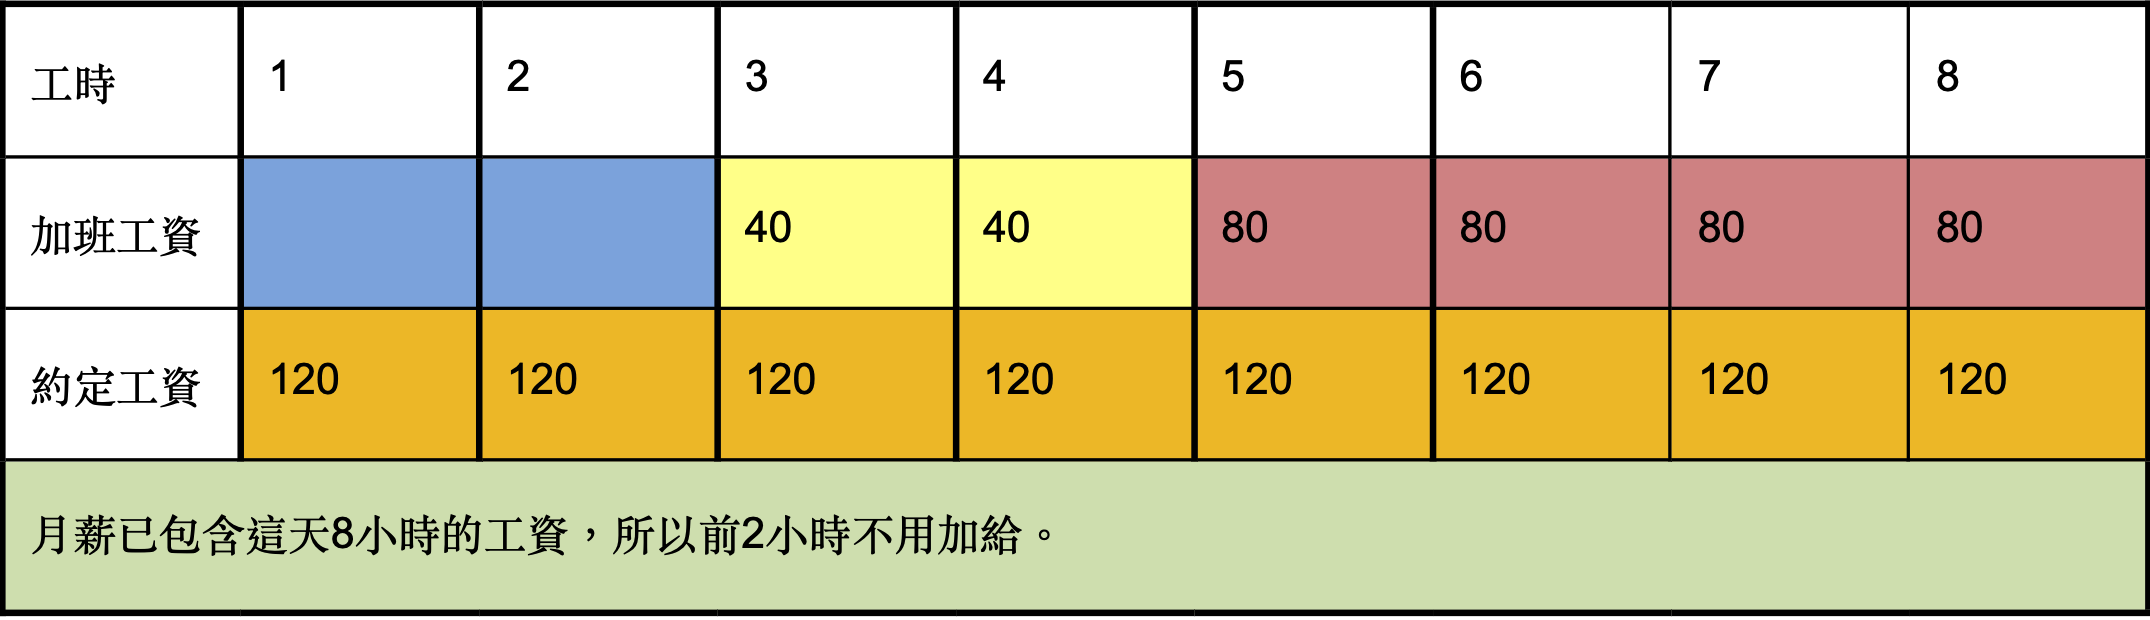 工時 1 2 3 4 5 6 7 8
加班工資 40 40 80 80 80 80
約定工資 120 120 120 120 120 120 120 120
月薪已包含這天8小時的工資，所以前2小時不用加給。